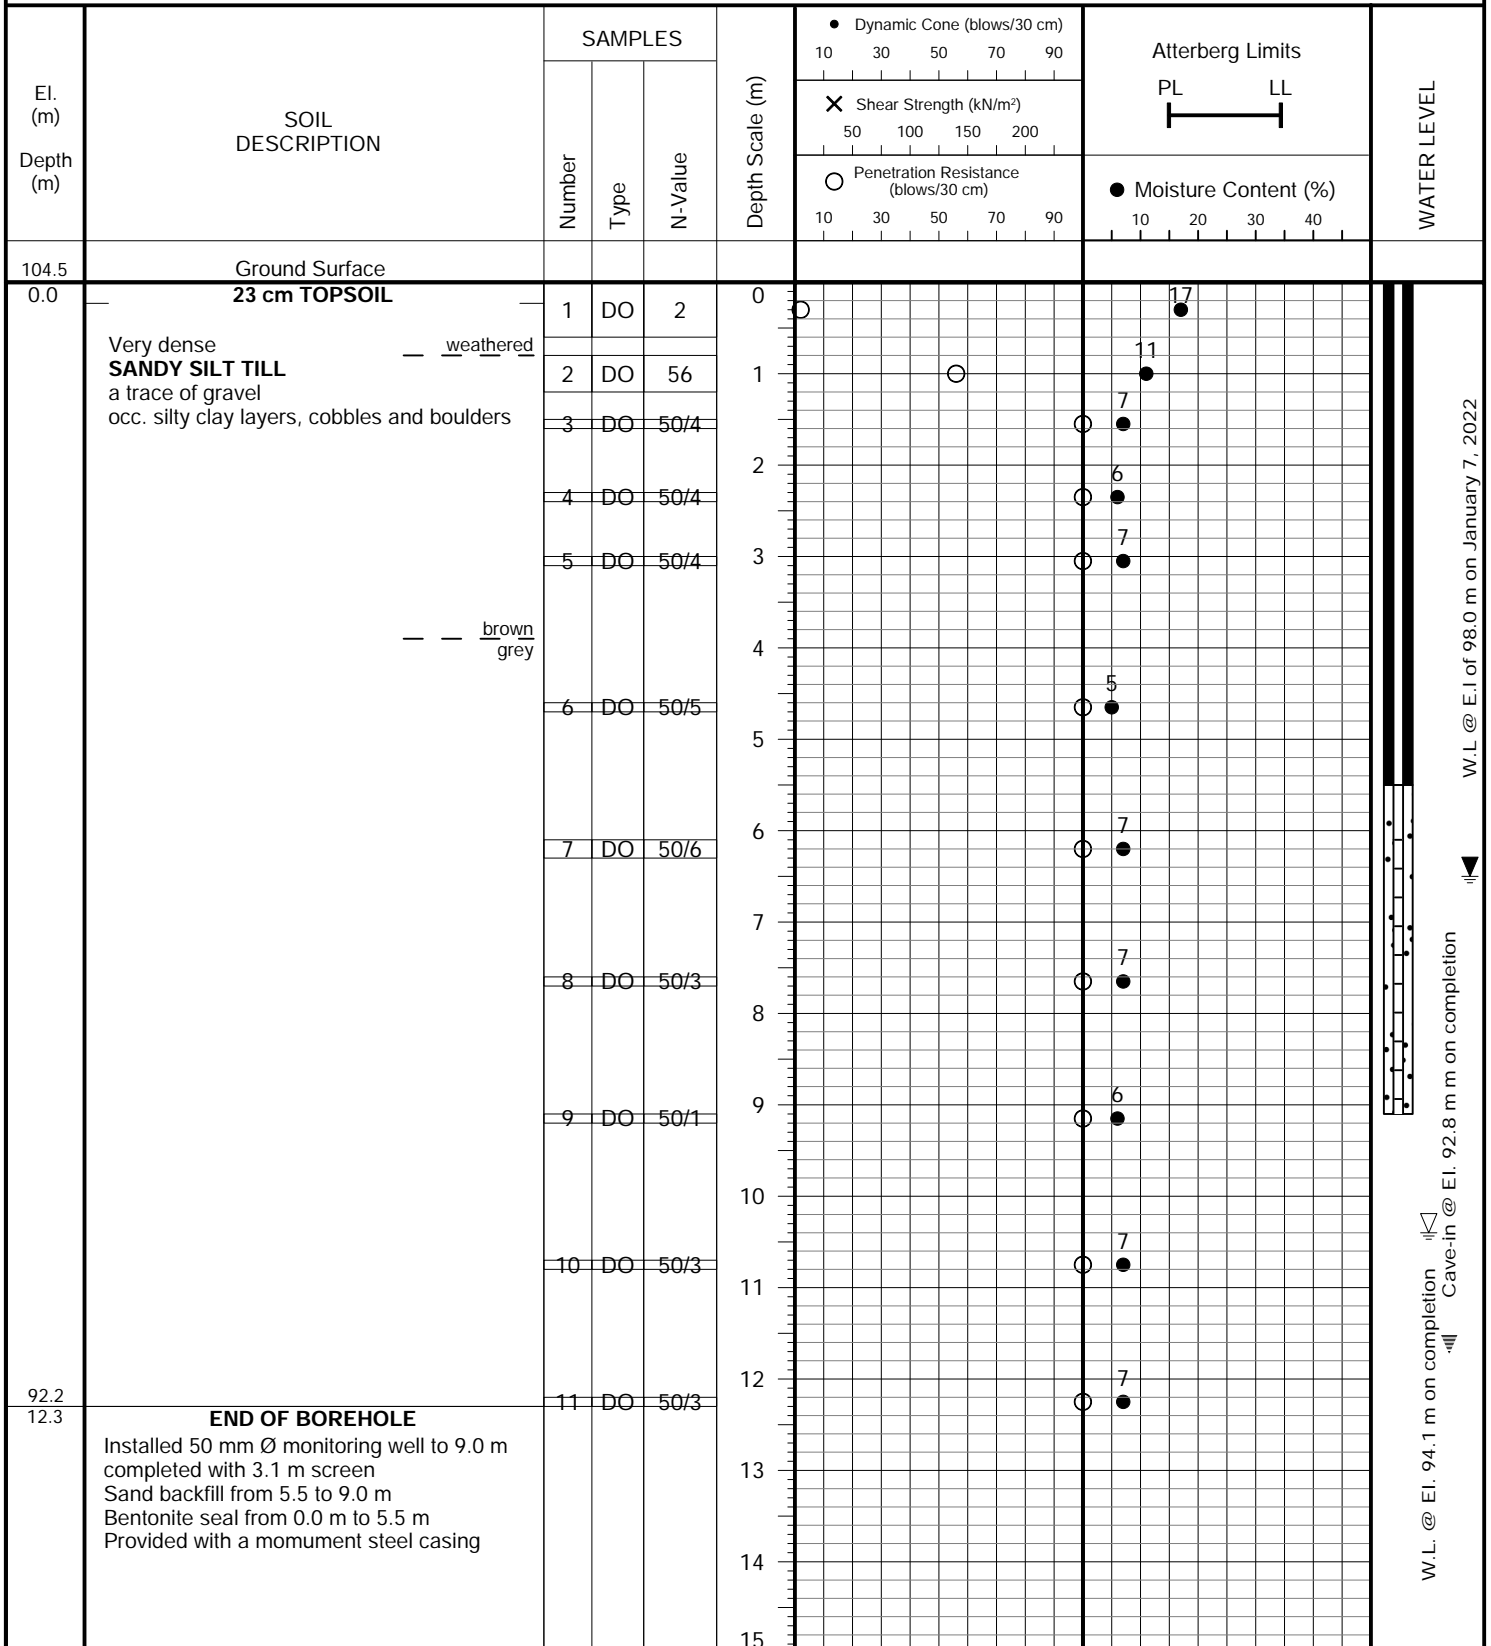 El.
(m)
Depth
(m)
SOIL
DESCRIPTION
SAMPLES
Number
Type
N-Value
Depth Scale (m)
Dynamic Cone (blows/30 cm)
10 30 50 70 90
Shear Strength (kN/m²)
50 100 150 200
Penetration Resistance
(blows/30 cm)
10 30 50 70 90
Atterberg Limits
PL LL
Moisture Content (%)
10 20 30 40
WATER LEVEL
104.5 Ground Surface
0.0 23 cm TOPSOIL 0
1 DO 2 17
Very dense weathered
SANDY SILT TILL
a trace of gravel
occ. silty clay layers, cobbles and boulders
2 DO 56 1 11
3 DO 50/4 7
2
4 DO 50/4 6
5 DO 50/4 3 7
brown
grey
4
6 DO 50/5 5
5
6
7 DO 50/6 7
7
8 DO 50/3 7
8
9
9 DO 50/1 6
10
10 DO 50/3 7
11
12
92.2
11 DO 50/3 7
12.3 END OF BOREHOLE
Installed 50 mm Ø monitoring well to 9.0 m
completed with 3.1 m screen
Sand backfill from 5.5 to 9.0 m
Bentonite seal from 0.0 m to 5.5 m
Provided with a momument steel casing
13
14
15
W.L @ E.l of 98.0 m on January 7, 2022
Cave-in @ El. 92.8 m m on completion
W.L. @ El. 94.1 m on completion